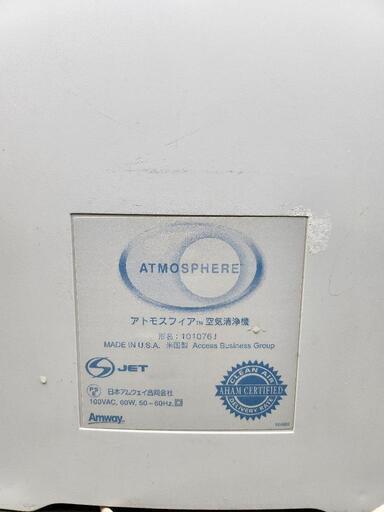 ATMOSPHERE
アトモスフィア TM 空気清浄機
形名：101076J
MADE IN U.S.A. 米国製 Access Business Group
S JET
PS E 日本アムウェイ合同会社
100VAC, 60W, 50–60Hz,
Amway
CLEAN AIR
AHAM CERTIFIED
DELIVERY RATE